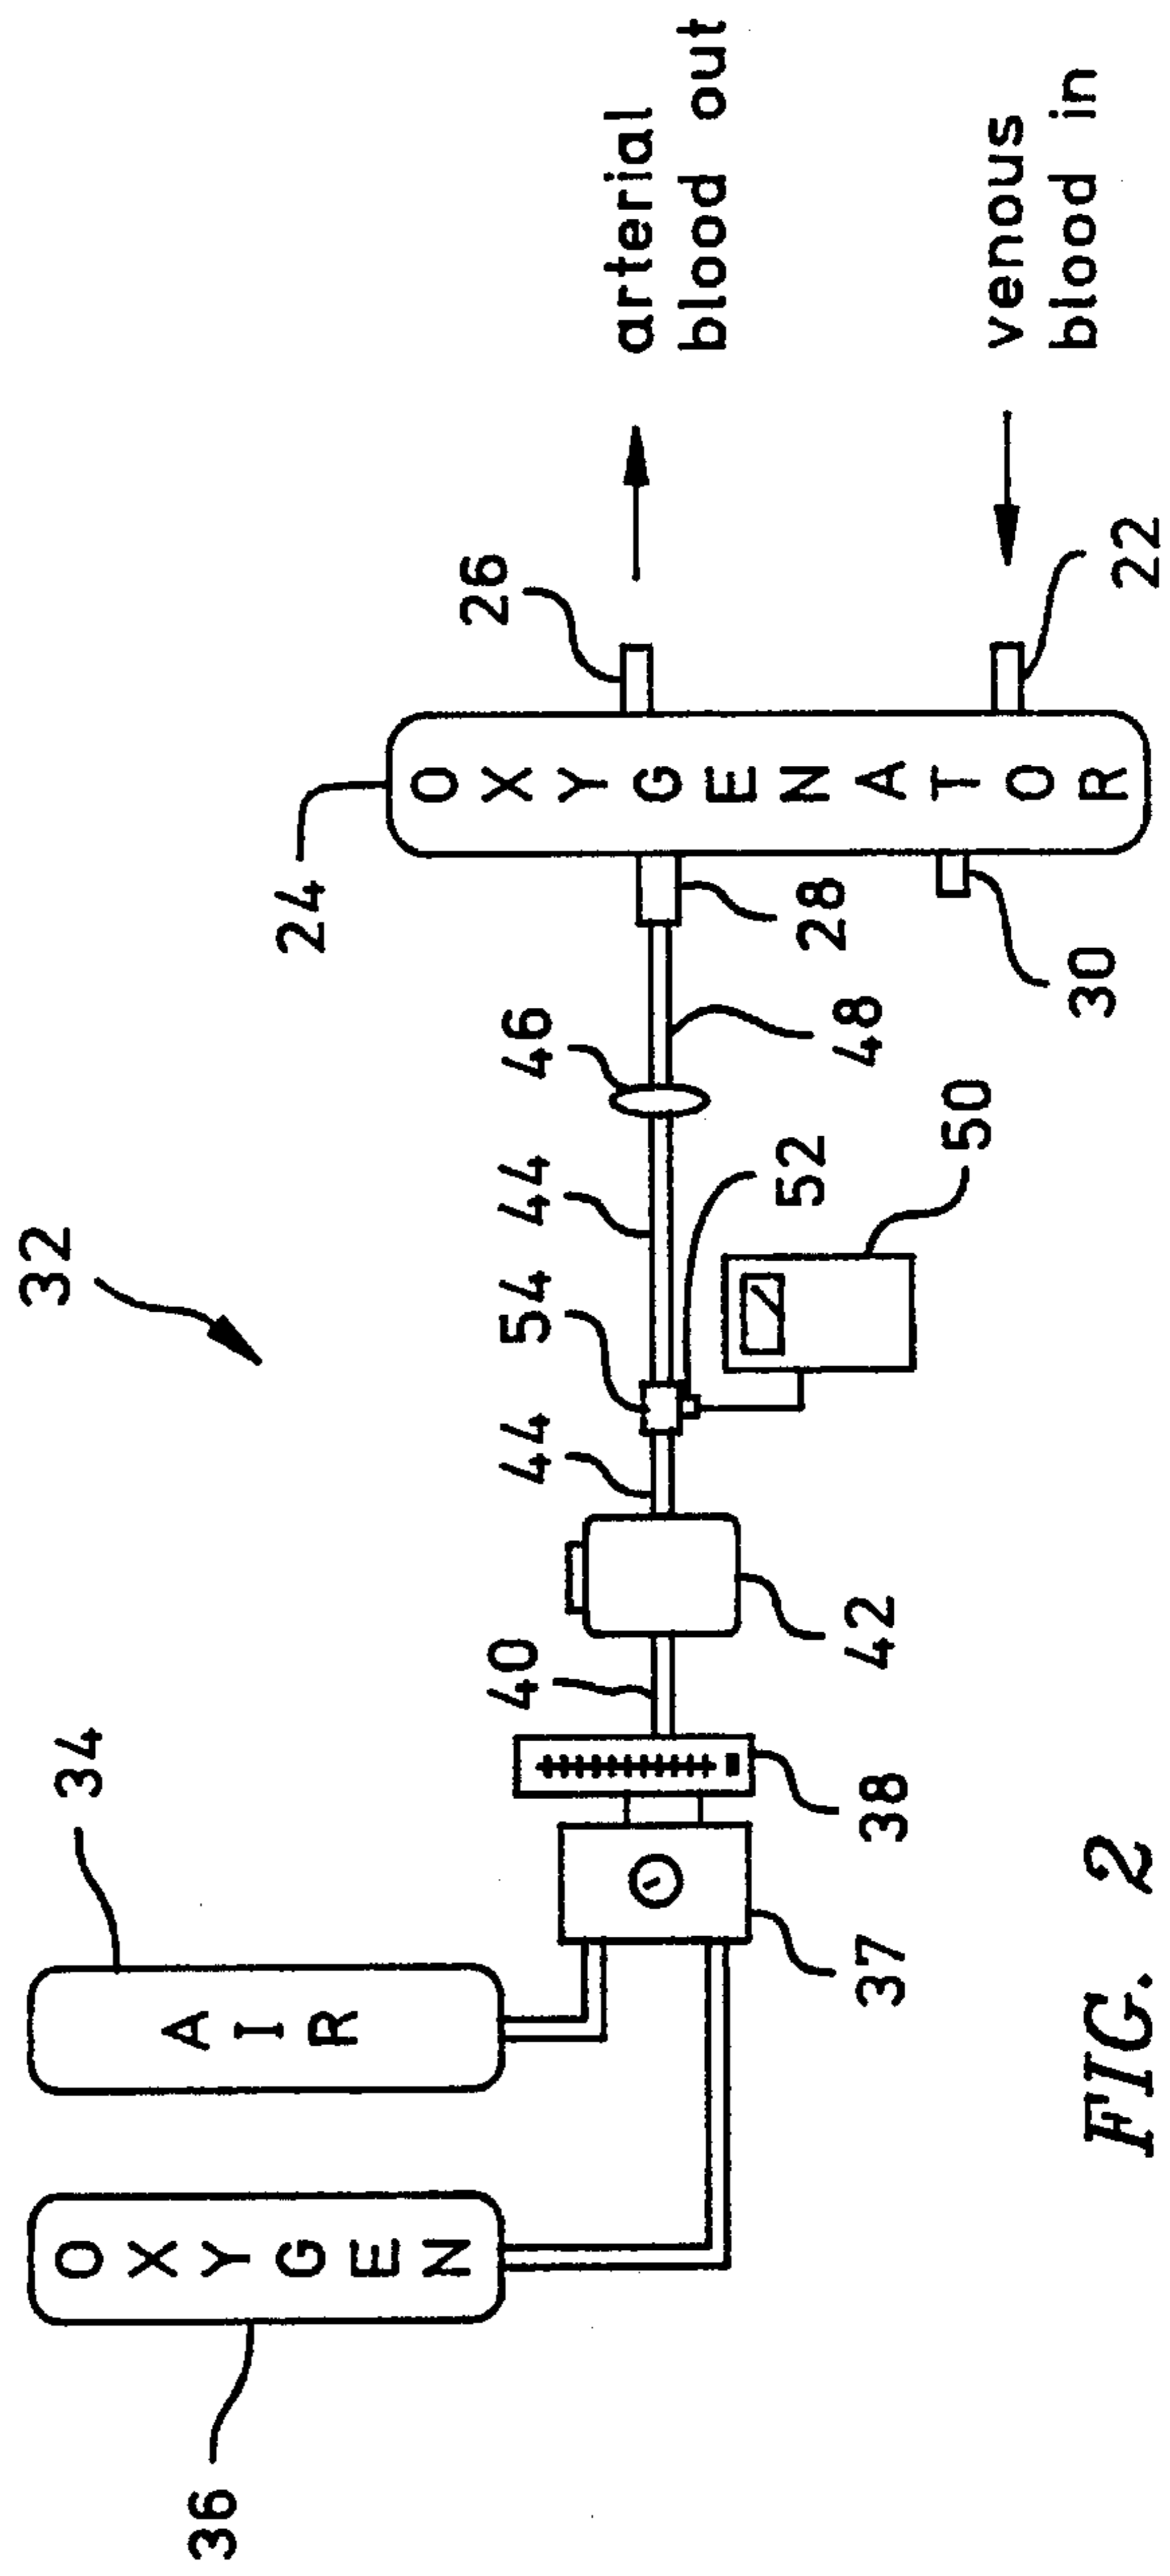 32
36
OXYGEN
34
AIR
37
38
40
42
44
54
52
50
44
46
48
28
30
24
OXYGENATOR
26
22
arterial
blood out
venous
blood in
FIG. 2